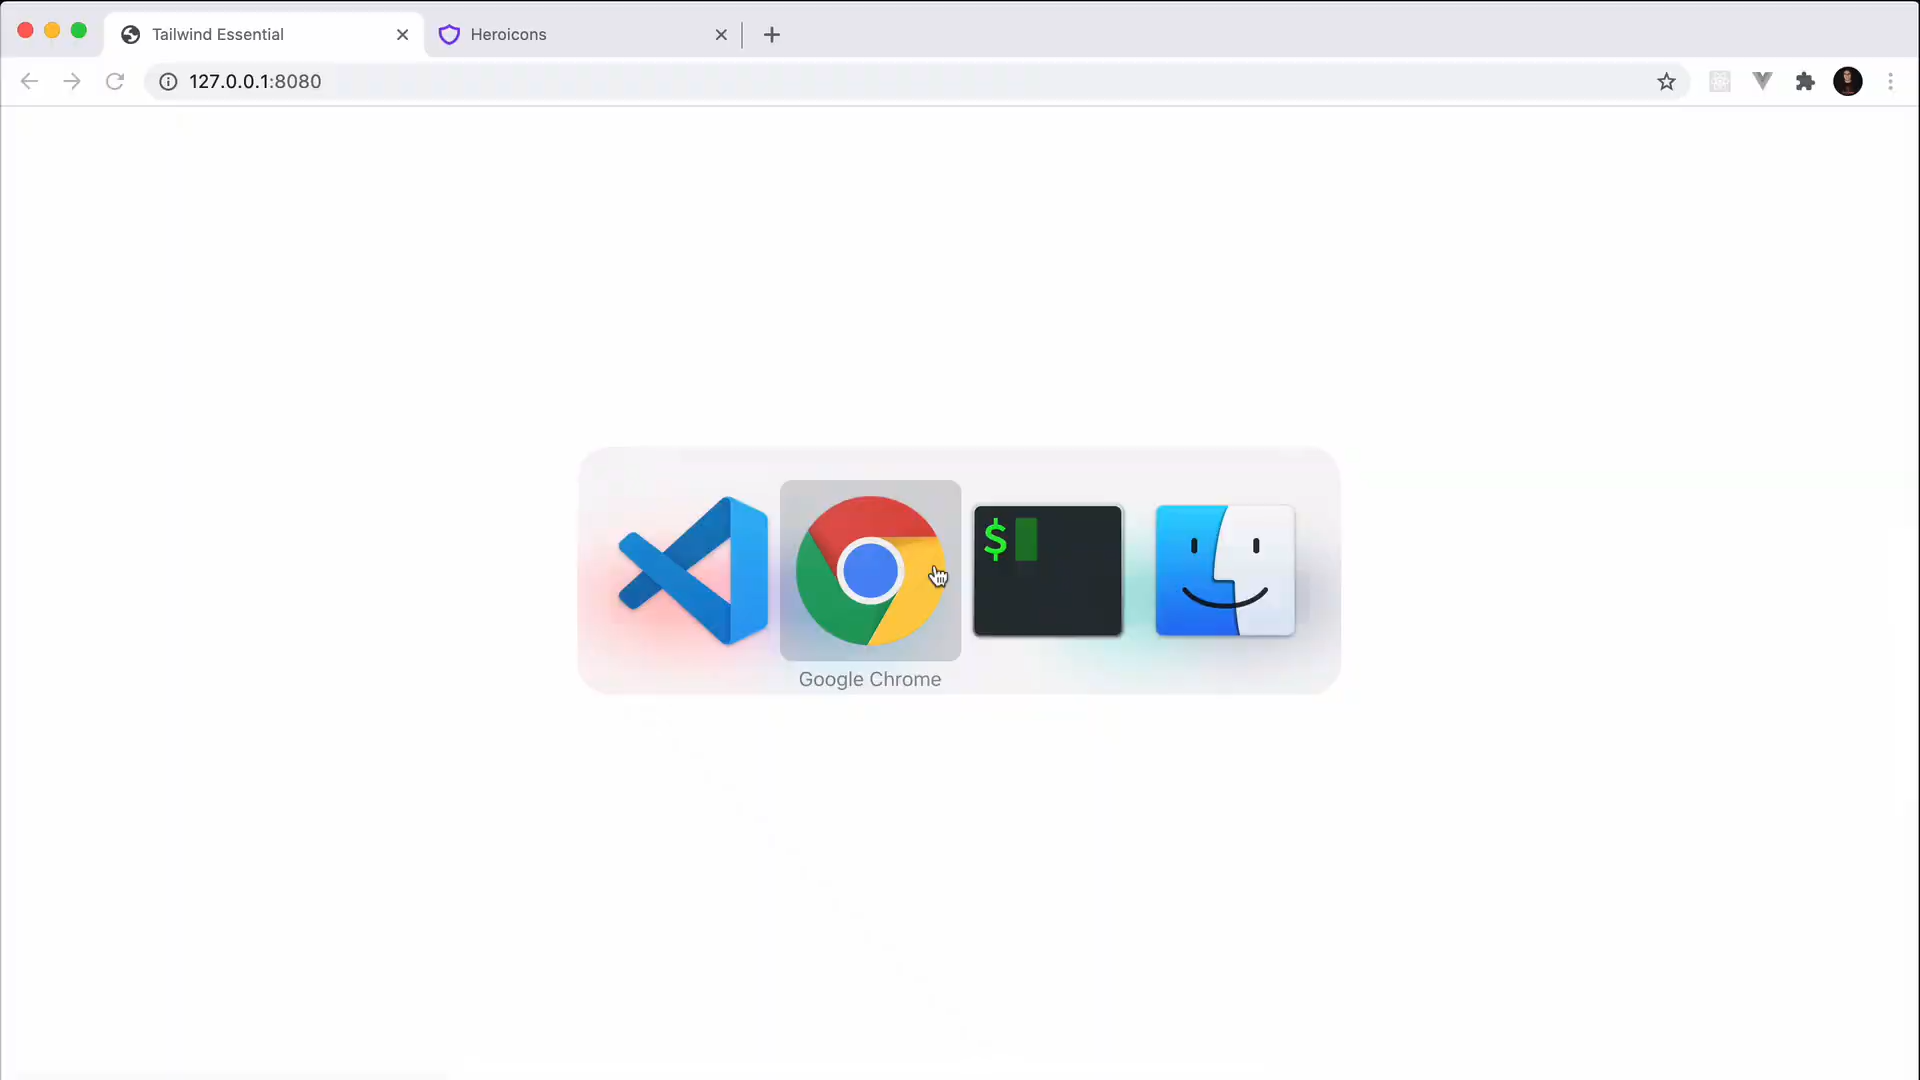 Tailwind Essential
Heroicons
127.0.0.1:8080
$
Google Chrome